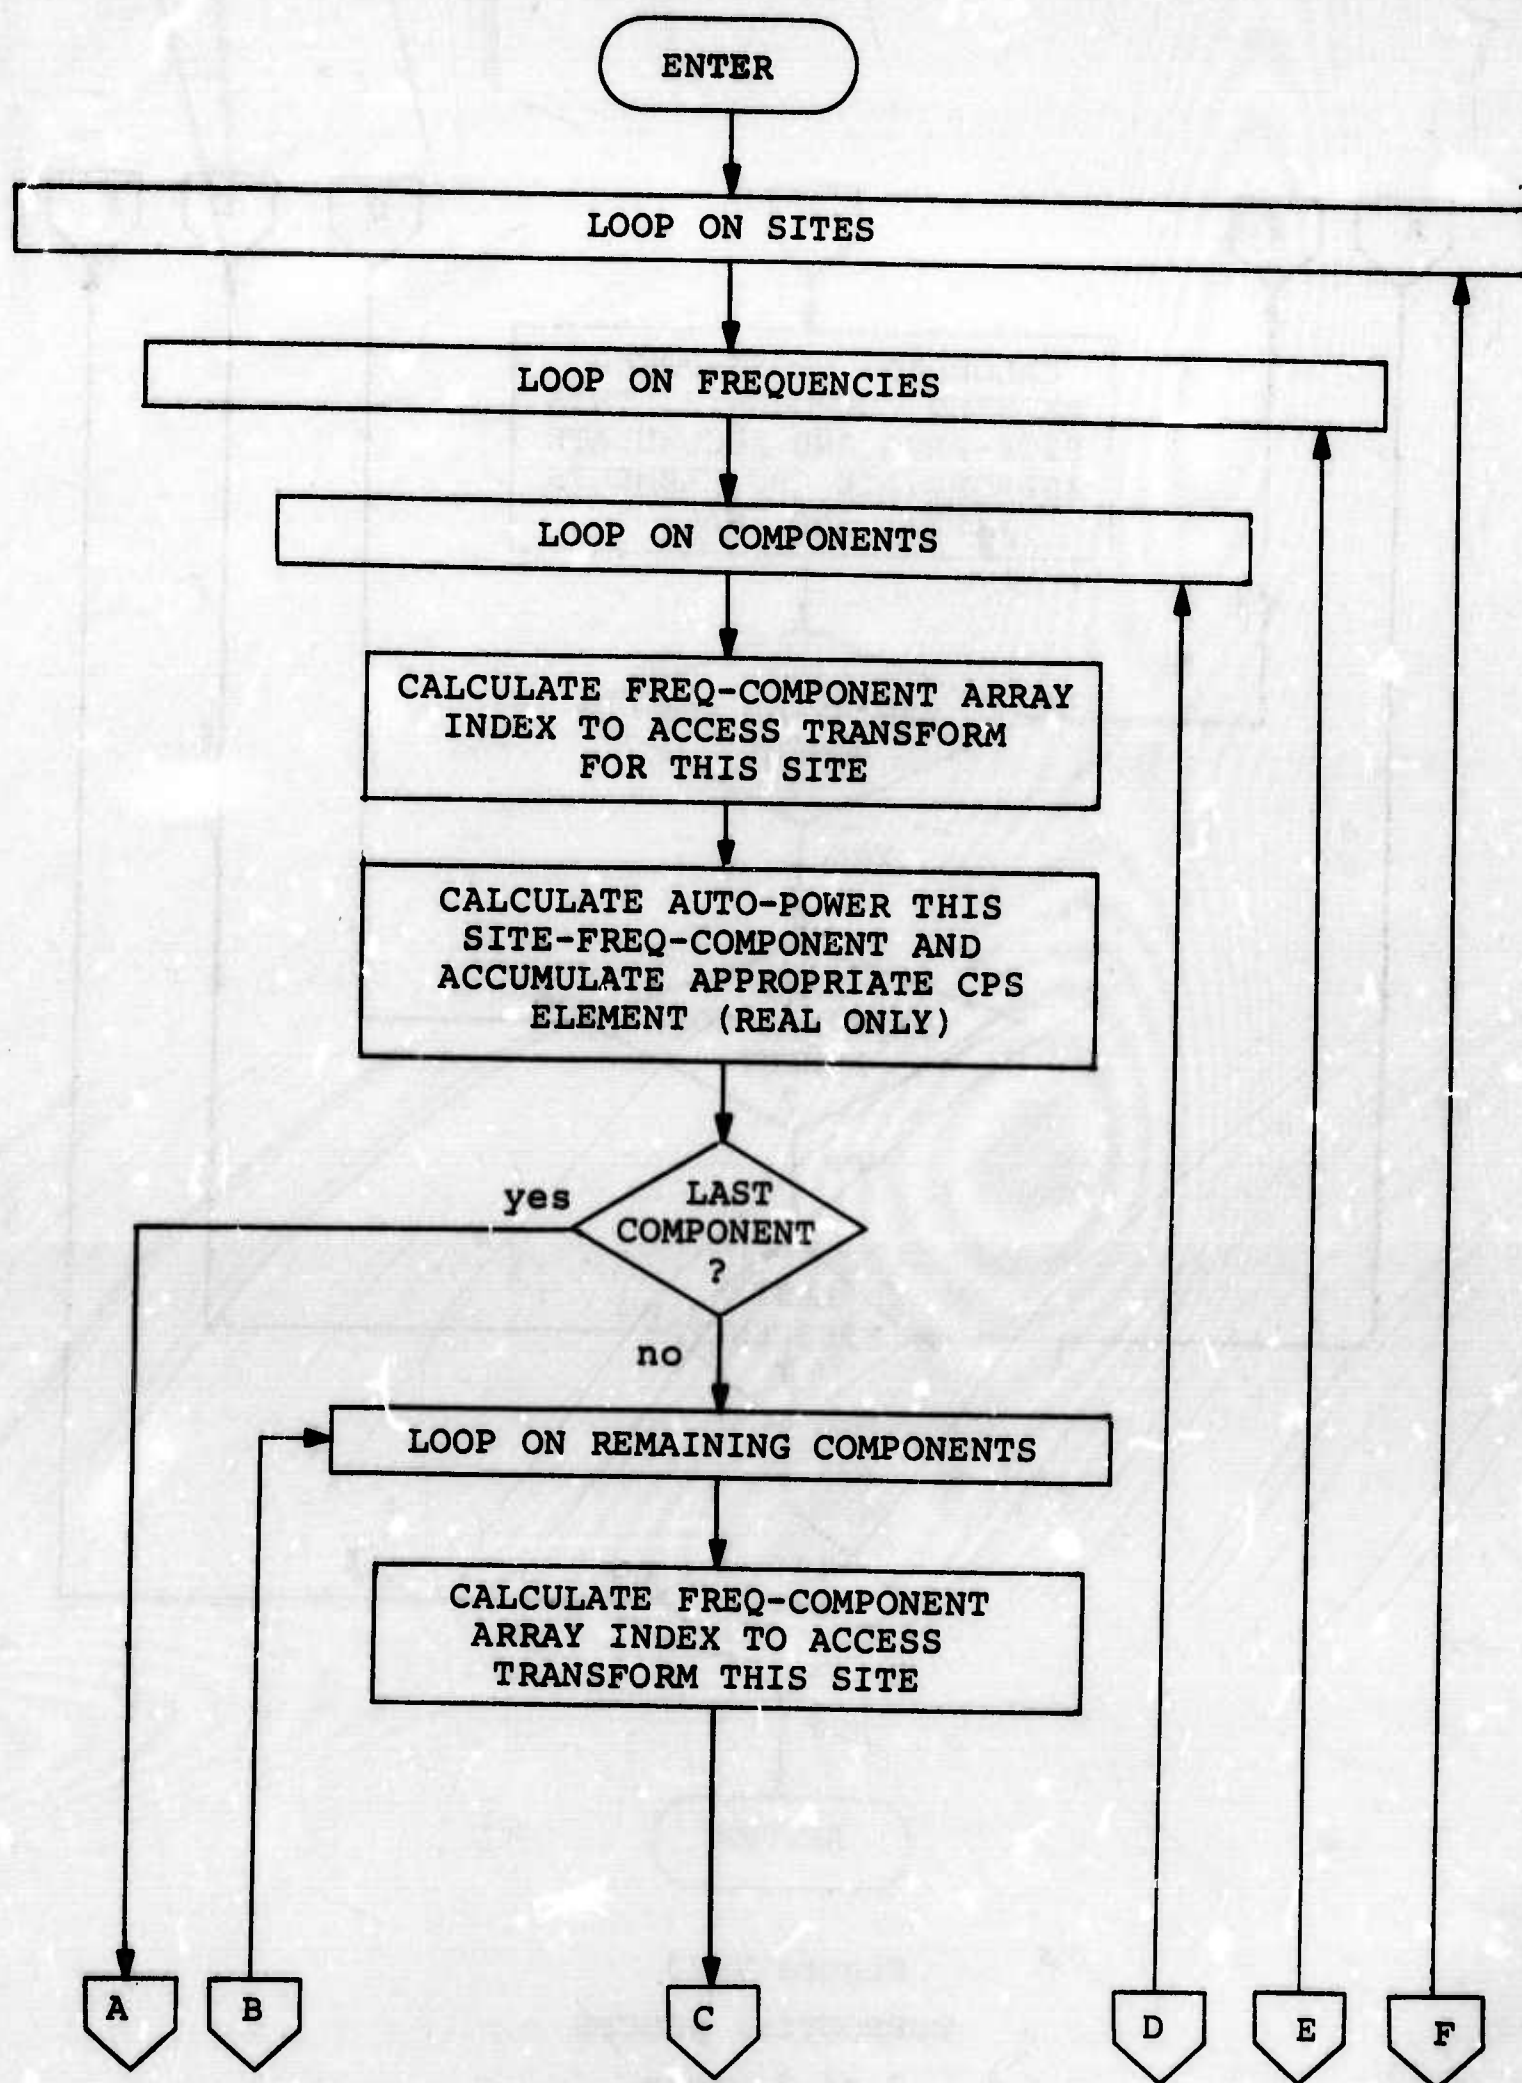 ENTER
LOOP ON SITES
LOOP ON FREQUENCIES
LOOP ON COMPONENTS
CALCULATE FREQ-COMPONENT ARRAY
INDEX TO ACCESS TRANSFORM
FOR THIS SITE
CALCULATE AUTO-POWER THIS
SITE-FREQ-COMPONENT AND
ACCUMULATE APPROPRIATE CPS
ELEMENT (REAL ONLY)
yes
LAST
COMPONENT
?
no
LOOP ON REMAINING COMPONENTS
CALCULATE FREQ-COMPONENT
ARRAY INDEX TO ACCESS
TRANSFORM THIS SITE
A
B
C
D
E
F